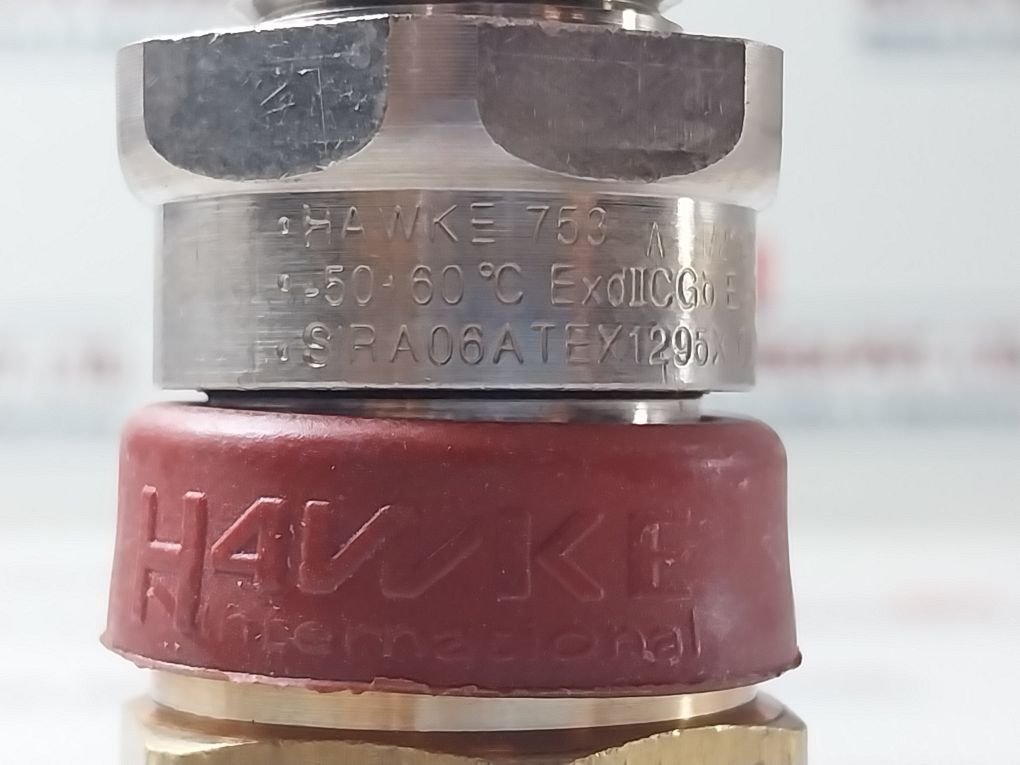 HAWKE 753 A
-50·60°C ExdIICGb E
SIRA06ATEX1295X
HAWKE
International